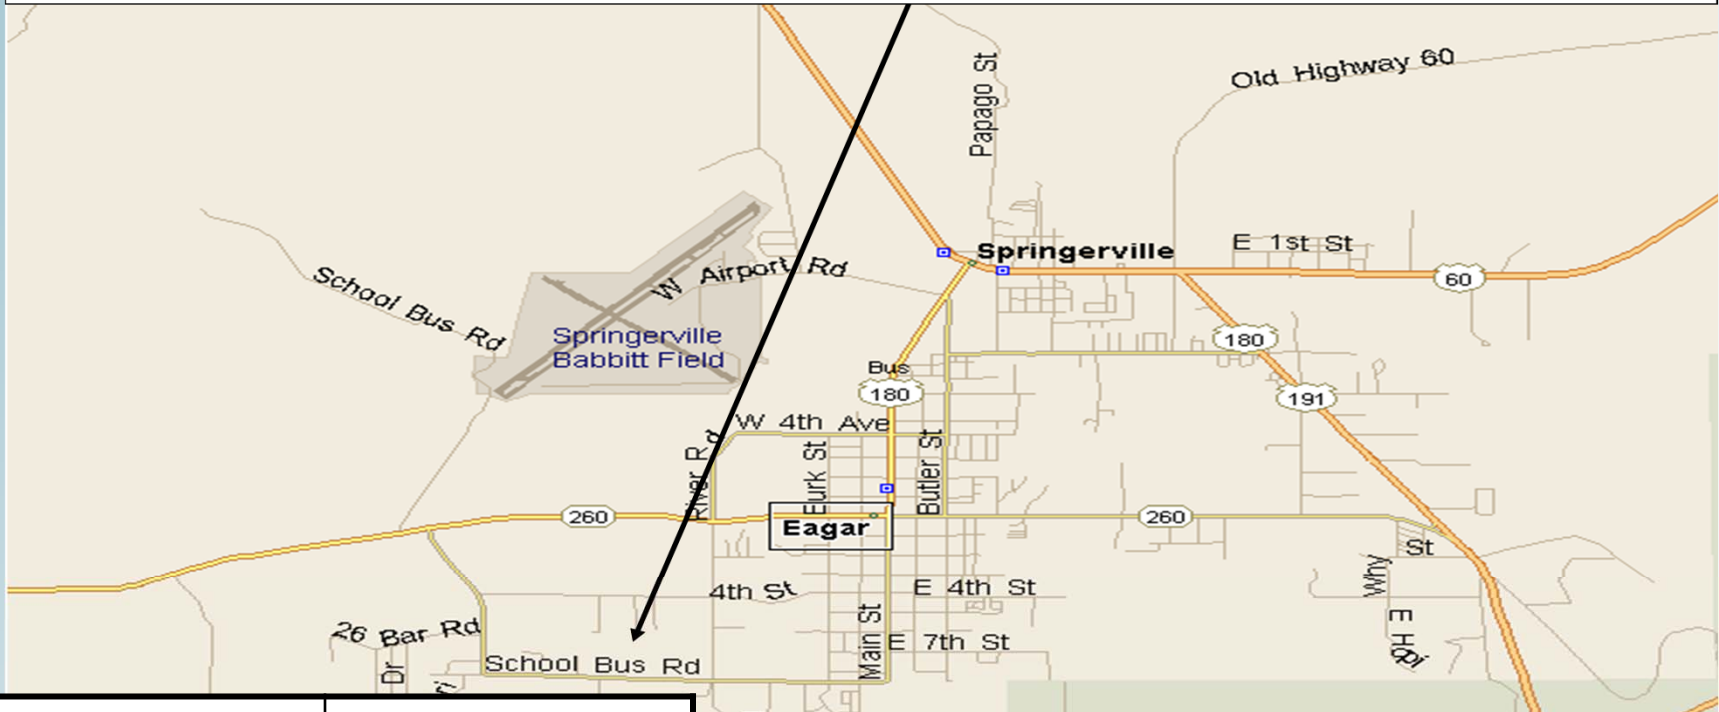 Old Highway 60
Papago St
Springerville
E 1st St
60
W Airport Rd
School Bus Rd
Springerville
Babbitt Field
180
Bus
180
191
W 4th Ave
River Rd
Burk St
Butler St
260
Eagar
260
St
4th St
E 4th St
Why
26 Bar Rd
Main St
E 7th St
E Hopi
School Bus Rd
Dr